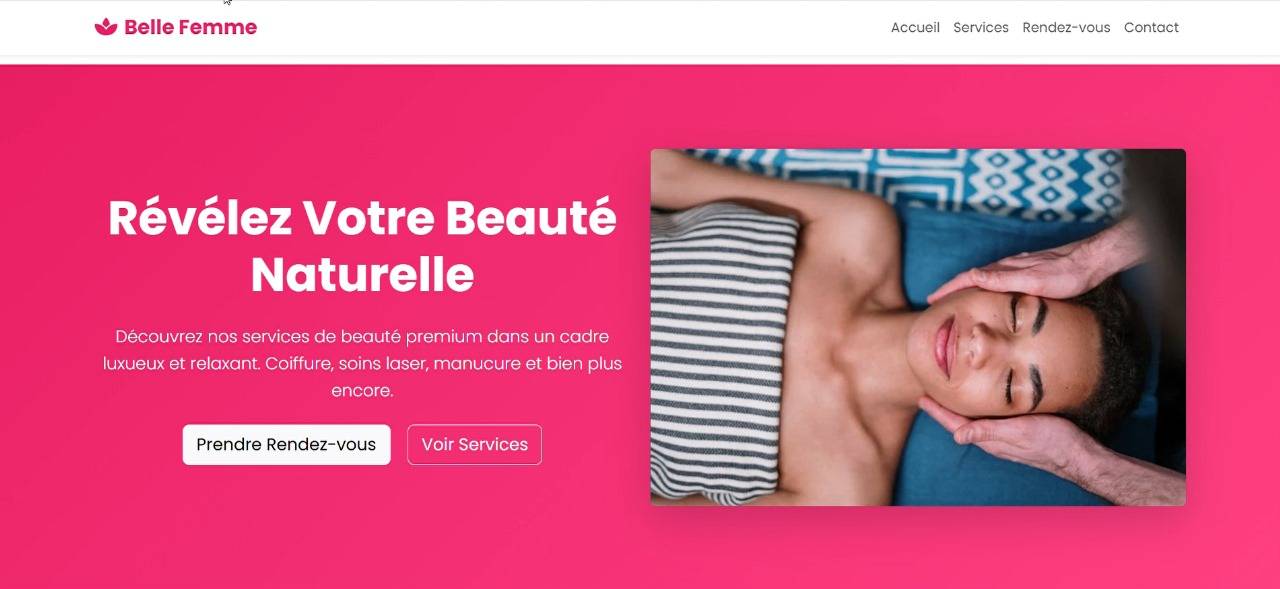 Belle Femme
Accueil Services Rendez-vous Contact
Révélez Votre Beauté
Naturelle
Découvrez nos services de beauté premium dans un cadre
luxueux et relaxant. Coiffure, soins laser, manucure et bien plus
encore.
Prendre Rendez-vous Voir Services